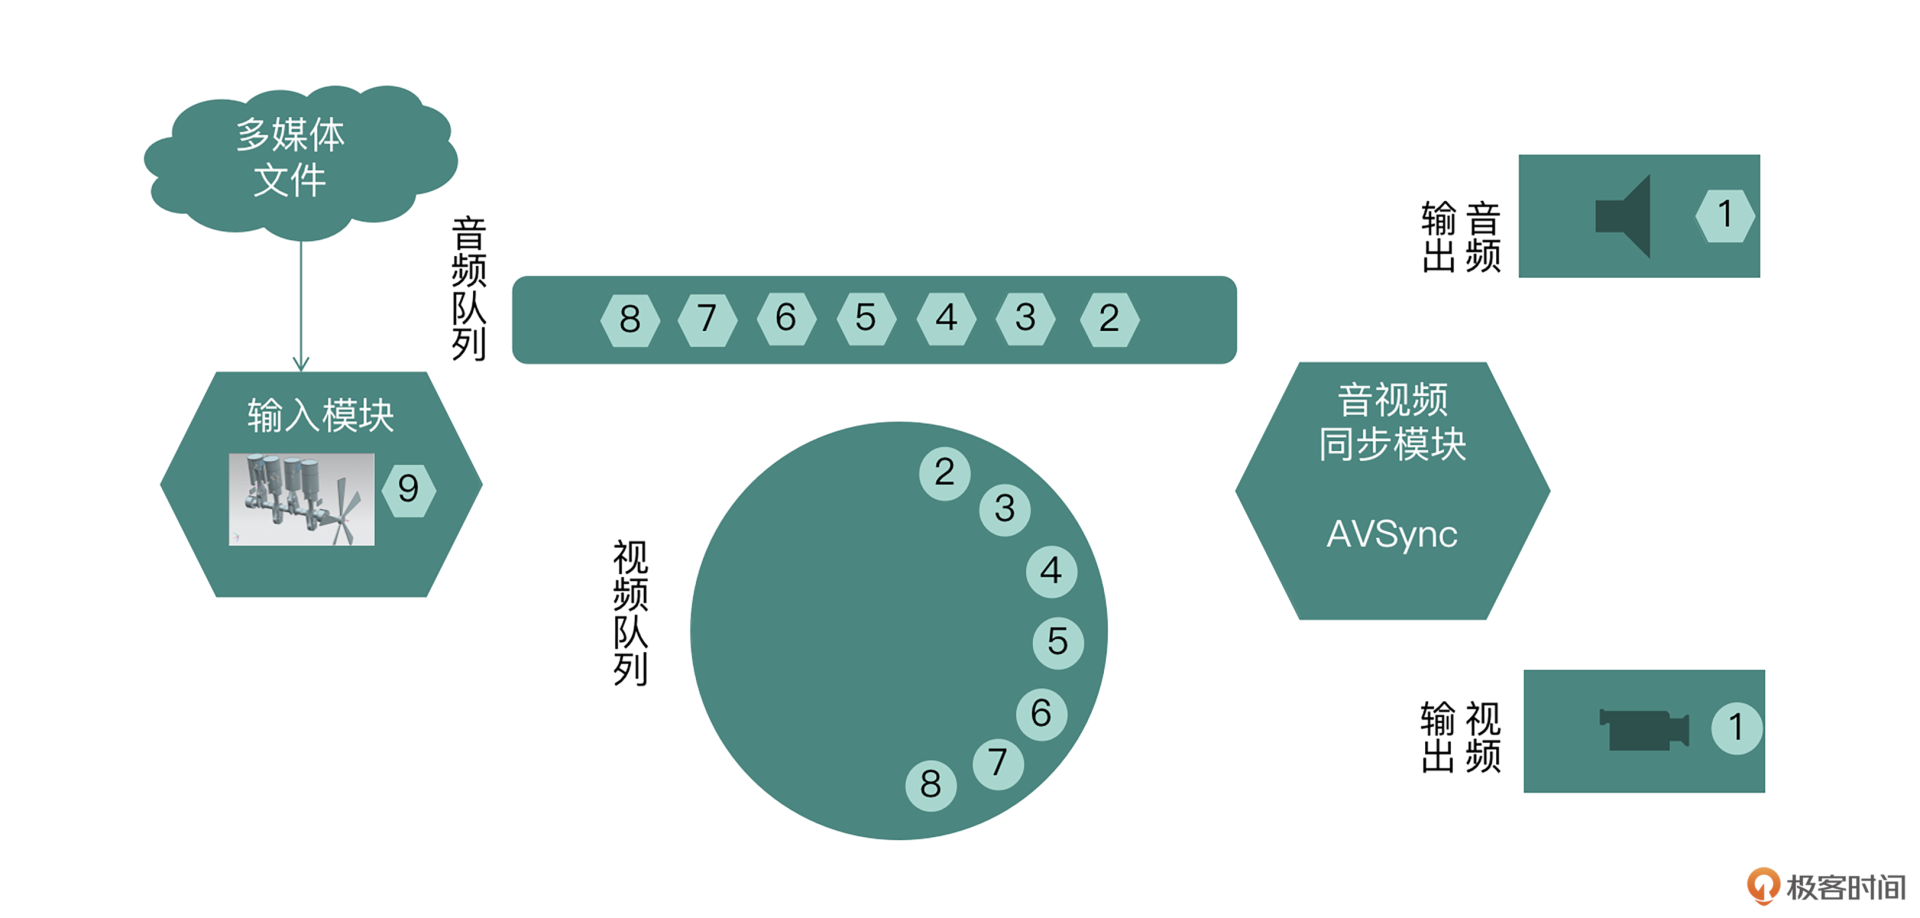 多媒体
文件
输入模块
9
音频队列
8 7 6 5 4 3 2
视频队列
2
3
4
5
6
7
8
音视频
同步模块
AVSync
音频
输出
1
视频
输出
1
极客时间